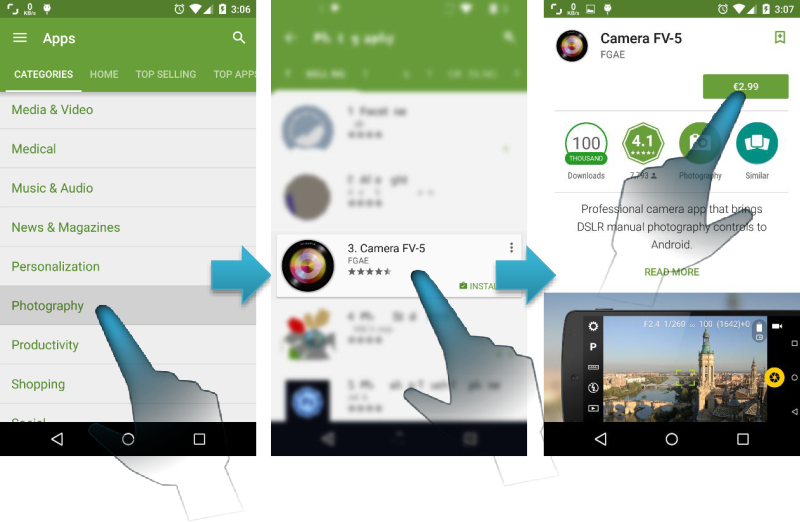 0
KB/s
3:06
Apps
CATEGORIES HOME TOP SELLING TOP APPS
Media & Video
Medical
Music & Audio
News & Magazines
Personalization
Photography
Productivity
Shopping
Social
3. Camera FV-5
FGAE
INSTAL
0
KB/s
3:07
Camera FV-5
FGAE
€2.99
100
THOUSAND
Downloads
4.1
7,793
Photography
Similar
Professional camera app that brings
DSLR manual photography controls to
Android.
READ MORE
F2.4 1/260 100 (1642)+0
P